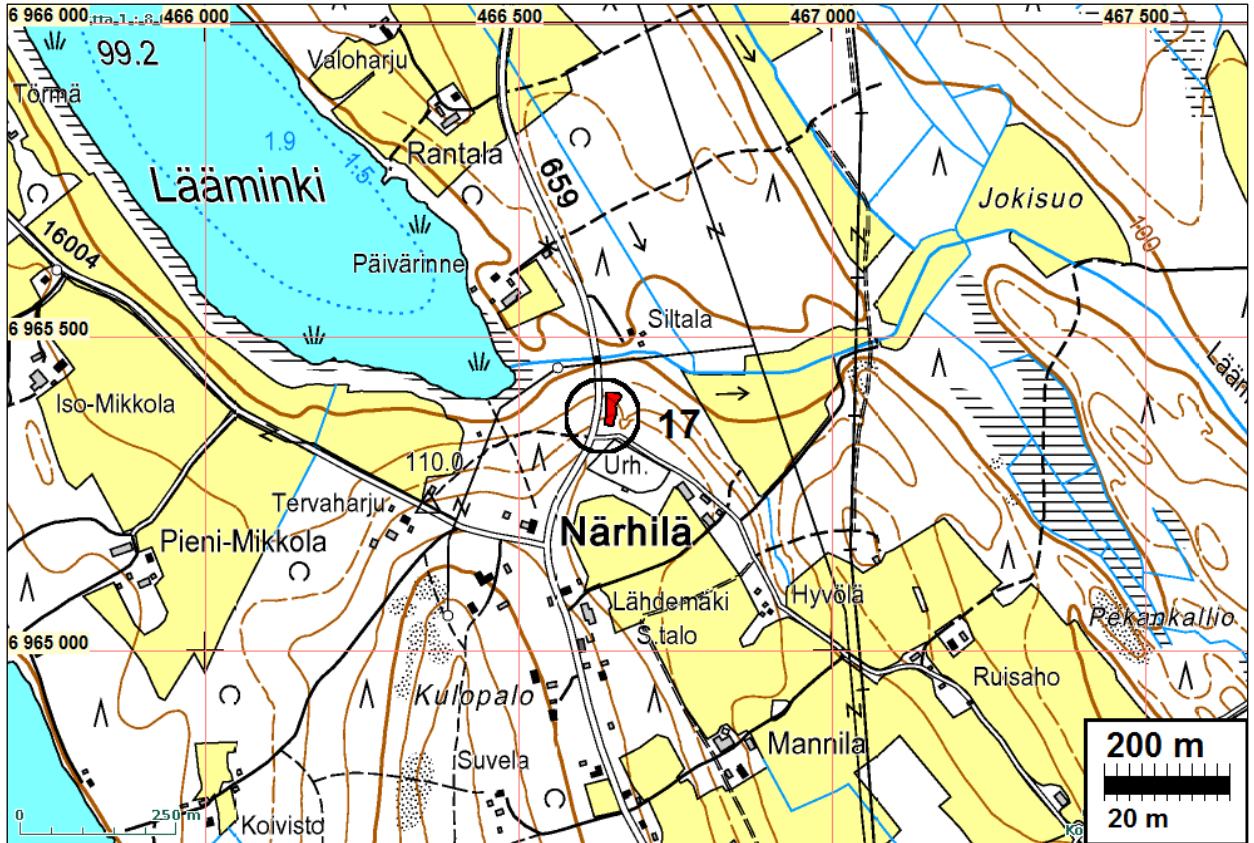 6 966 000
466 000
466 500
467 000
467 500
99.2
Valoharju
Törmä
1.9
1.5
Rantala
659
Lääminki
Jokisuo
100
16004
Päivärinne
6 965 500
Siltala
Iso-Mikkola
17
110.0
Urh.
Tervaharju
Närhilä
Pieni-Mikkola
Lähdemäki
Hyvölä
S.talo
Pekankallio
6 965 000
Ruisaho
Kulopalo
Mannila
200 m
Suvela
20 m
0 250 m
Koivisto